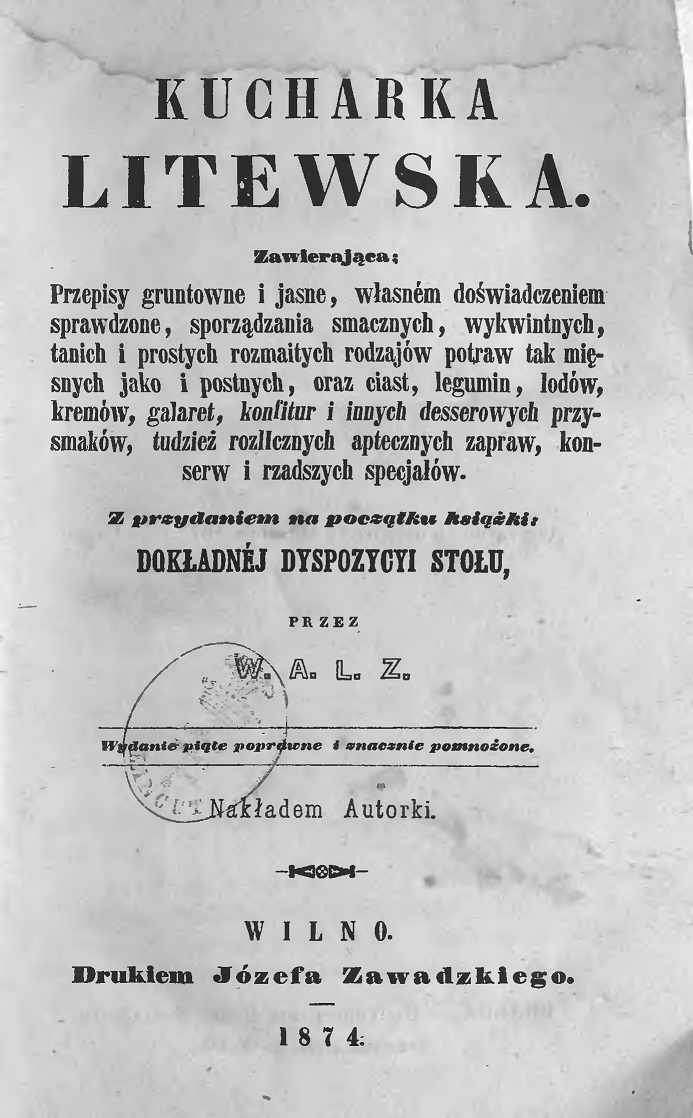 KUCHARKA
LITEWSKA.
Zawierająca;
Przepisy gruntowne i jasne, własném doświadczeniem
sprawdzone, sporządzania smacznych, wykwintnych,
tanich i prostych rozmaitych rodzajów potraw tak mię-
snych jako i postnych, oraz ciast, legumin, lodów,
kremów, galaret, konfitur i innych desserowych przy-
smaków, tudzież rozlicznych aptecznych zapraw, kon-
serw i rzadszych specjałów.
Z przydaniem na początku książki:
DOKŁADNÉJ DYSPOZYCYI STOŁU,
PRZEZ
W. A. L. Z.
Wydanie piąte poprawne i znacznie pomnożone.
Nakładem Autorki.
WILNO.
Drukiem Józefa Zawadzkiego.
1874.